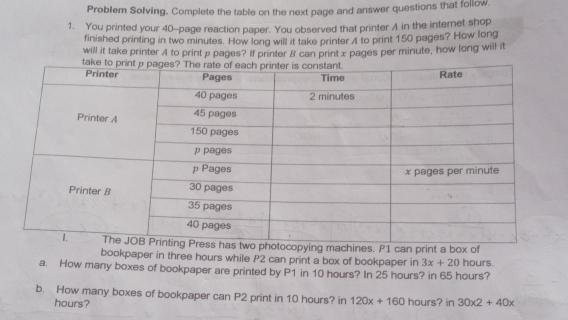 Problem Solving. Complete the table on the next page and answer questions that follow.
1. You printed your 40-page reaction paper. You observed that printer A in the internet shop
finished printing in two minutes. How long will it take printer A to print 150 pages? How long
will it take printer A to print p pages? If printer B can print x pages per minute, how long will it
take to print p pages? The rate of each printer is constant.
Printer Pages Time Rate
40 pages 2 minutes
Printer A 45 pages
150 pages
p pages
p Pages x pages per minute
Printer B 30 pages
35 pages
40 pages
I. The JOB Printing Press has two photocopying machines. P1 can print a box of
bookpaper in three hours while P2 can print a box of bookpaper in 3x + 20 hours.
a. How many boxes of bookpaper are printed by P1 in 10 hours? In 25 hours? in 65 hours?
b. How many boxes of bookpaper can P2 print in 10 hours? in 120x + 160 hours? in 30x2 + 40x
hours?